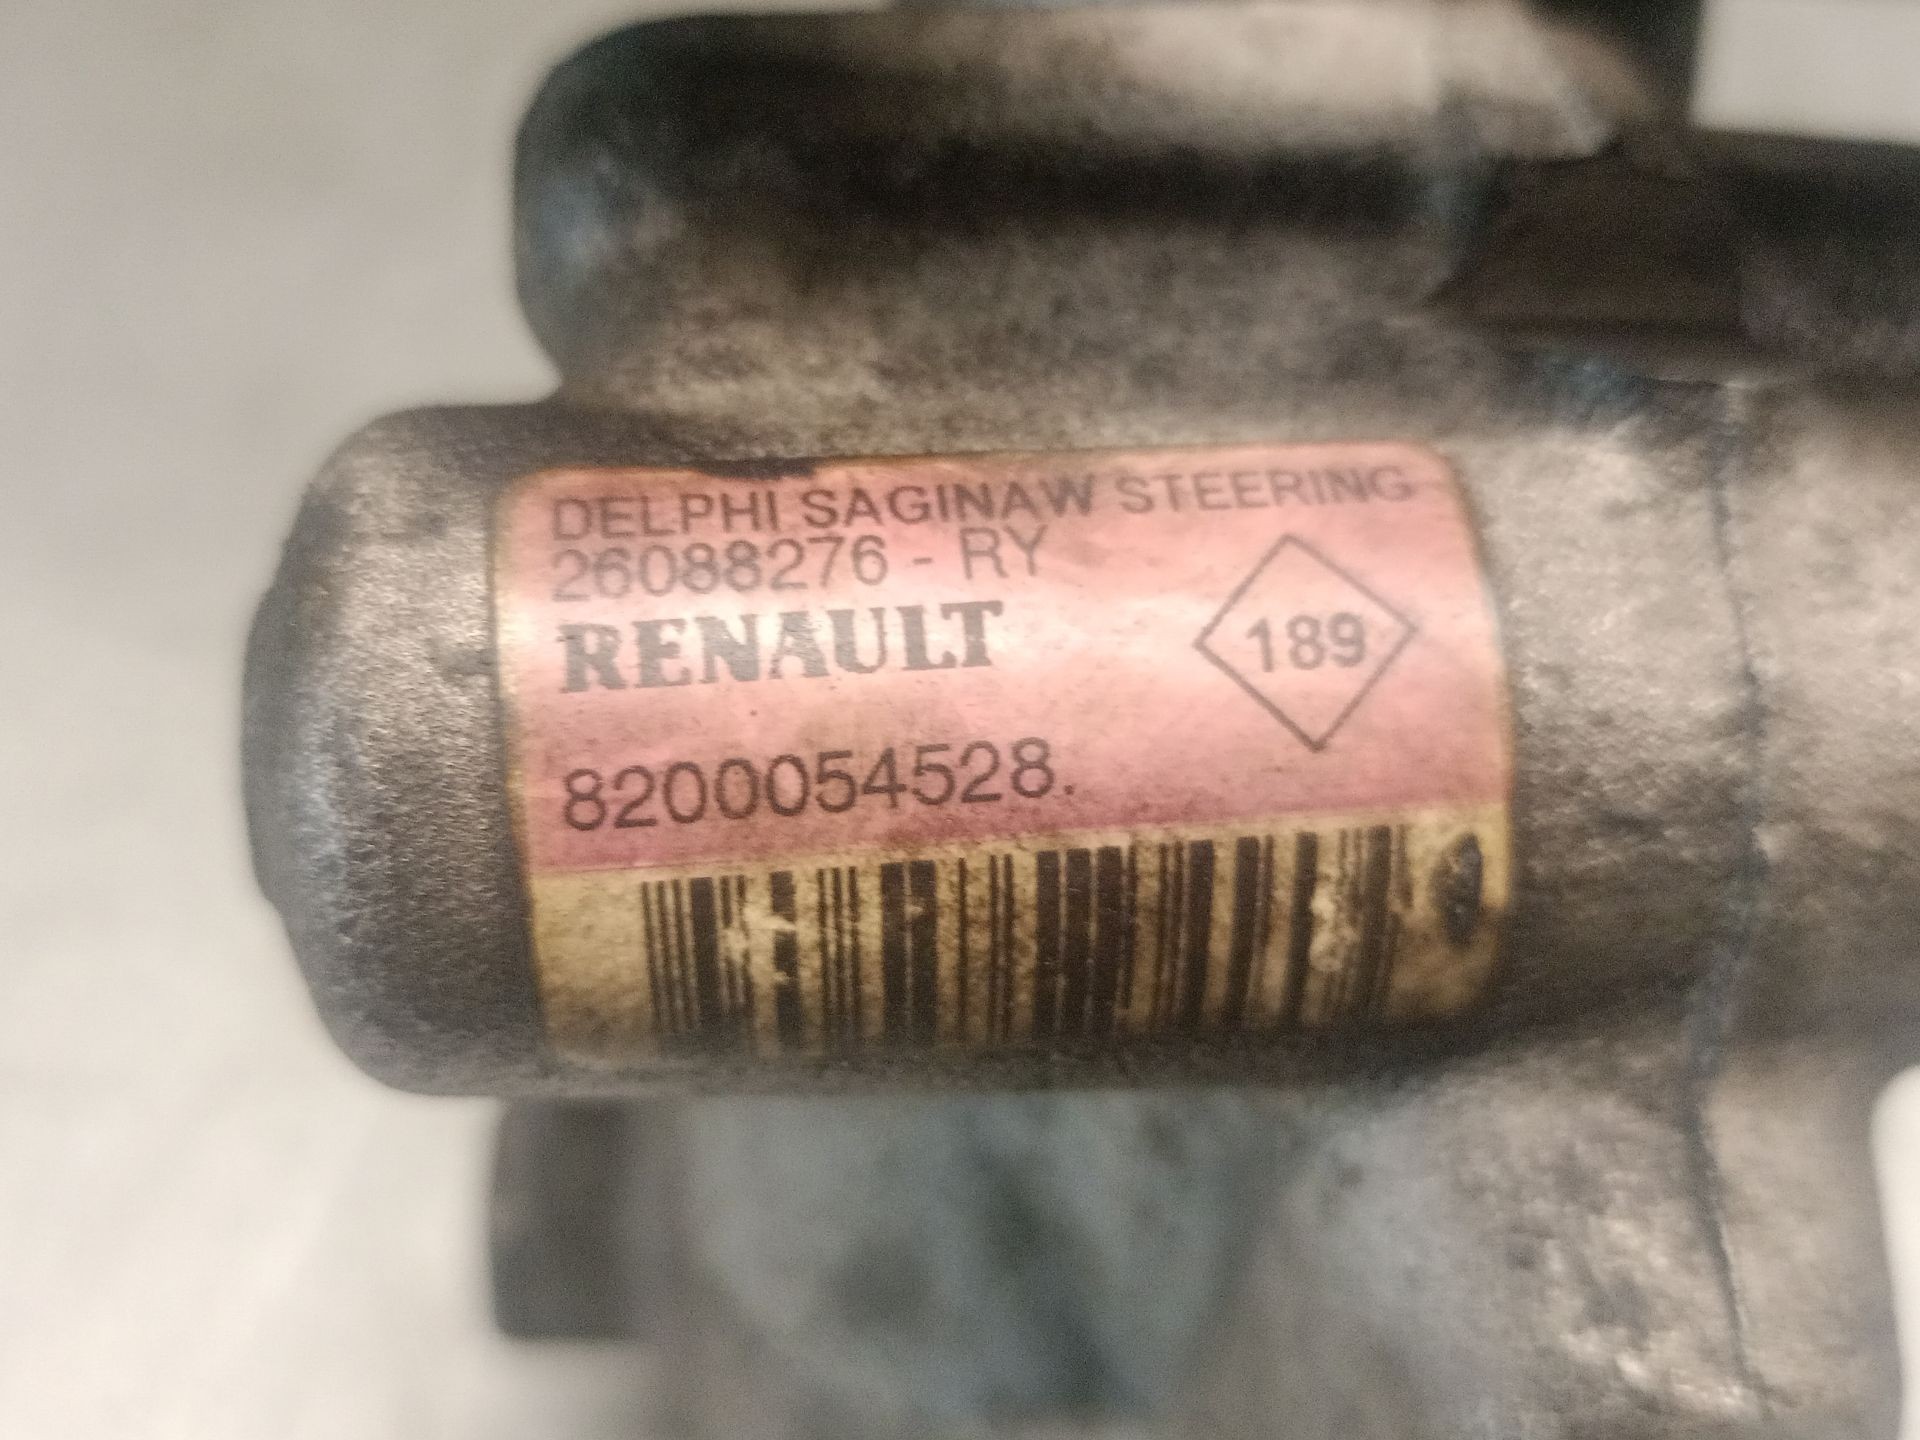 DELPHI SAGINAW STEERING
26088276 - RY
RENAULT
189
8200054528.